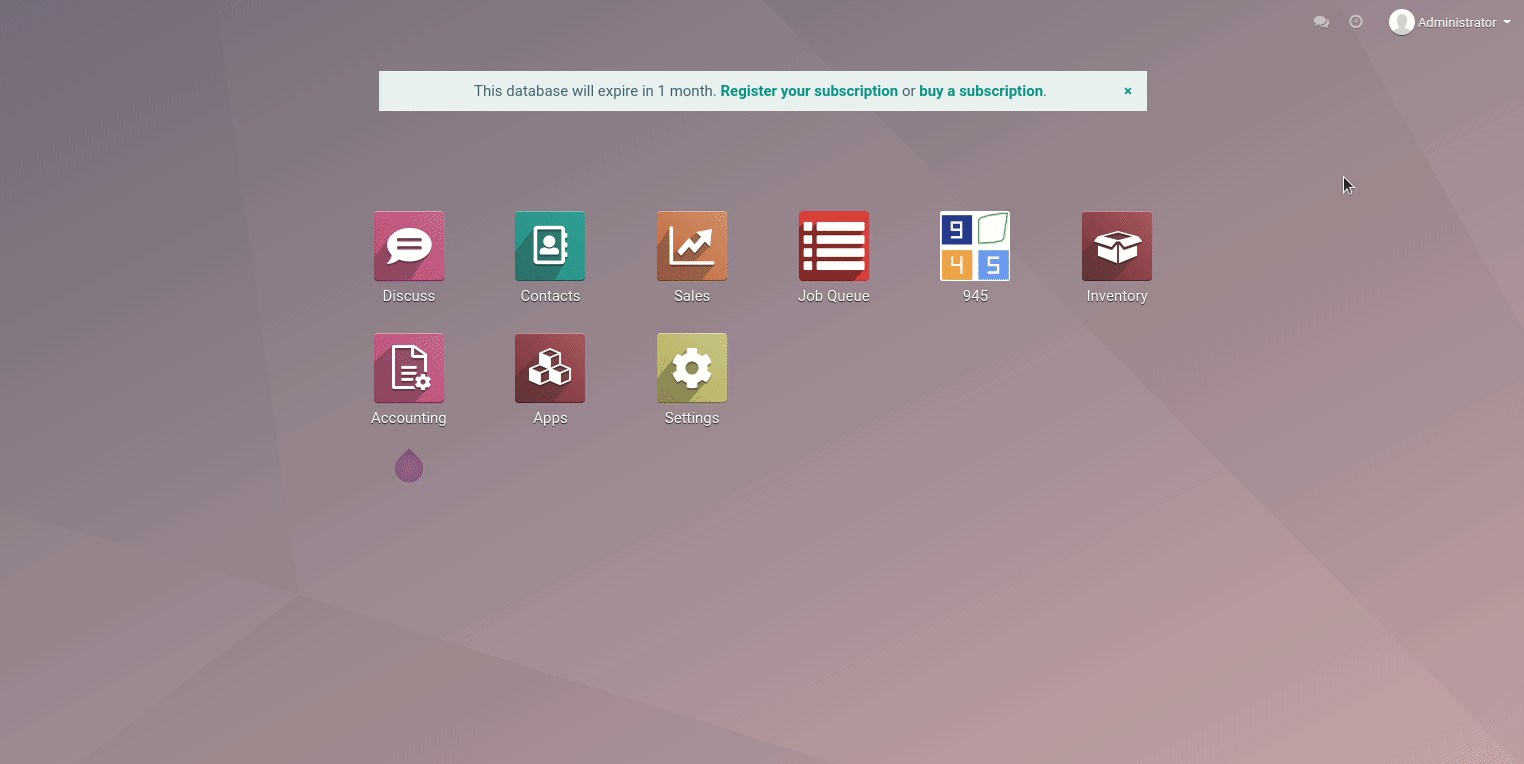 Administrator
This database will expire in 1 month. Register your subscription or buy a subscription. ×
9
4 5
Discuss
Contacts
Sales
Job Queue
945
Inventory
Accounting
Apps
Settings